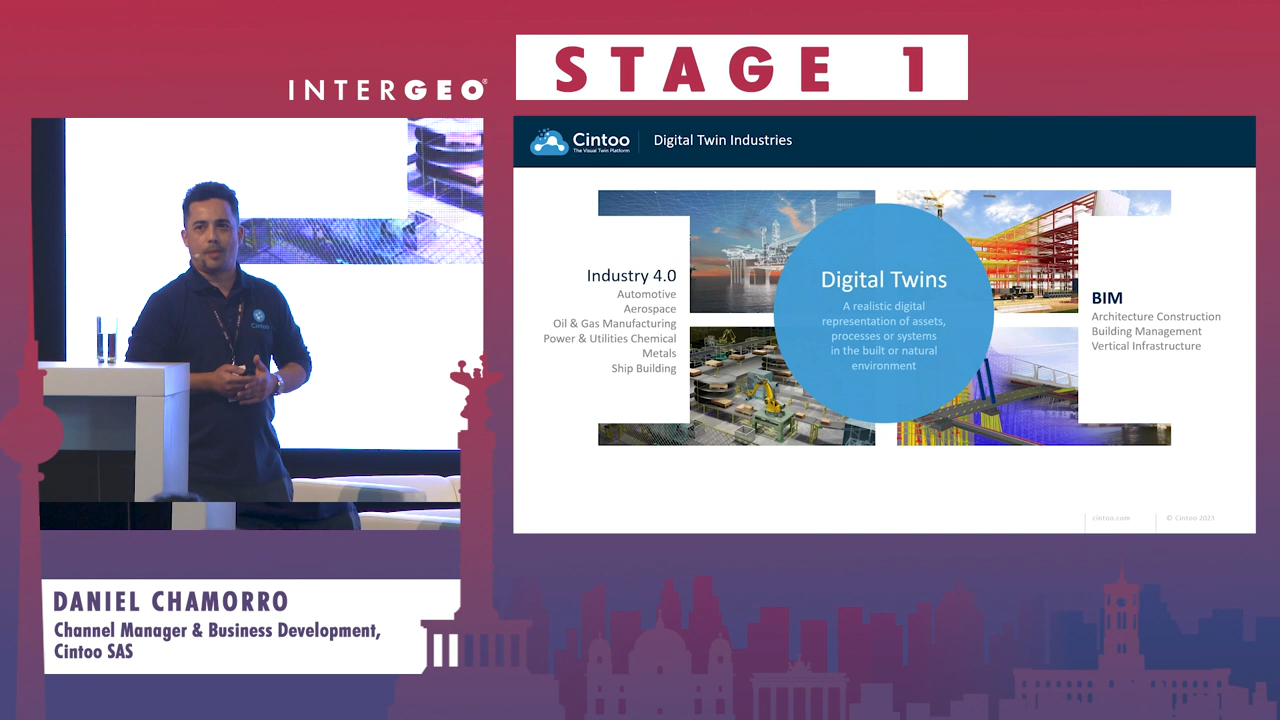 INTERGEO®
STAGE 1
Cintoo
The Visual Twin Platform
Digital Twin Industries
Industry 4.0
Automotive
Aerospace
Oil & Gas Manufacturing
Power & Utilities Chemical
Metals
Ship Building
Digital Twins
A realistic digital
representation of assets,
processes or systems
in the built or natural
environment
BIM
Architecture Construction
Building Management
Vertical Infrastructure
cintoo.com
© Cintoo 2023
Cintoo
DANIEL CHAMORRO
Channel Manager & Business Development,
Cintoo SAS